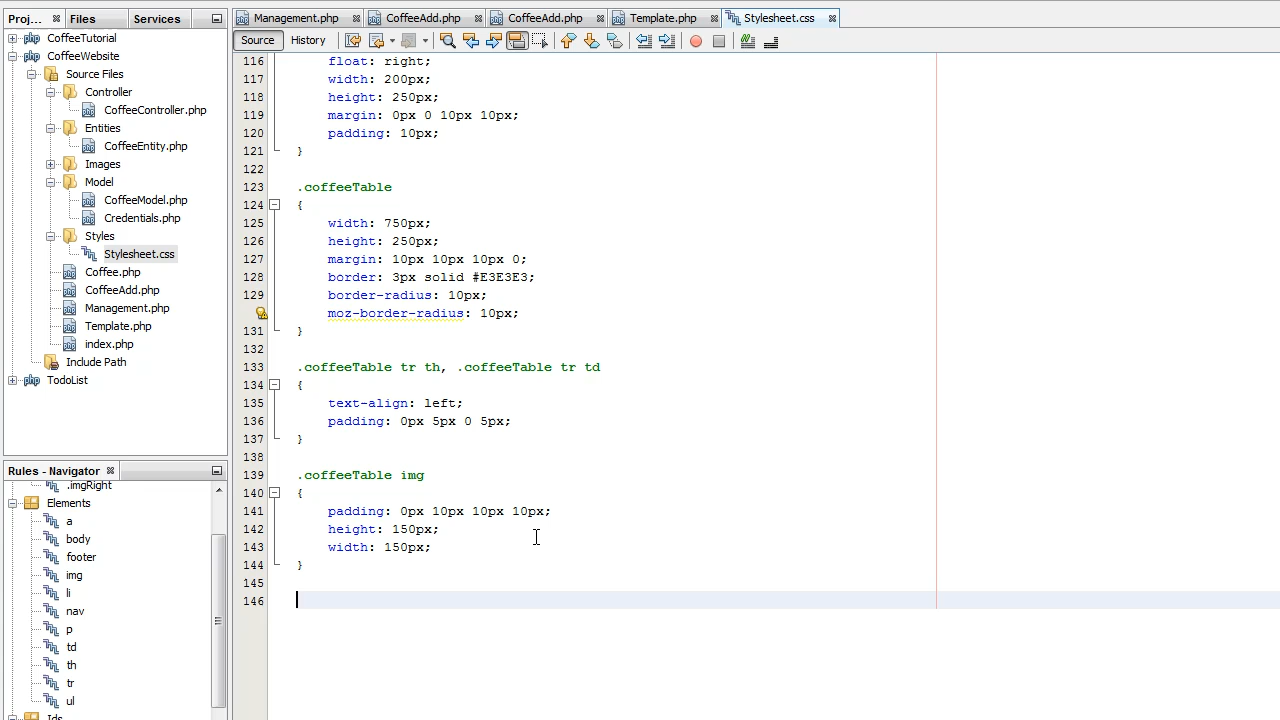 Proj...
Files
Services
CoffeeTutorial
CoffeeWebsite
Source Files
Controller
CoffeeController.php
Entities
CoffeeEntity.php
Images
Model
CoffeeModel.php
Credentials.php
Styles
Stylesheet.css
Coffee.php
CoffeeAdd.php
Management.php
Template.php
index.php
Include Path
TodoList
Rules - Navigator
.imgRight
Elements
a
body
footer
img
li
nav
p
td
th
tr
ul
Ids
Management.php
CoffeeAdd.php
CoffeeAdd.php
Template.php
Stylesheet.css
Source
History
116 float: right;
117 width: 200px;
118 height: 250px;
119 margin: 0px 0 10px 10px;
120 padding: 10px;
121 }
122
123 .coffeeTable
124 {
125 width: 750px;
126 height: 250px;
127 margin: 10px 10px 10px 0;
128 border: 3px solid #E3E3E3;
129 border-radius: 10px;
moz-border-radius: 10px;
131 }
132
133 .coffeeTable tr th, .coffeeTable tr td
134 {
135 text-align: left;
136 padding: 0px 5px 0 5px;
137 }
138
139 .coffeeTable img
140 {
141 padding: 0px 10px 10px 10px;
142 height: 150px;
143 width: 150px;
144 }
145
146